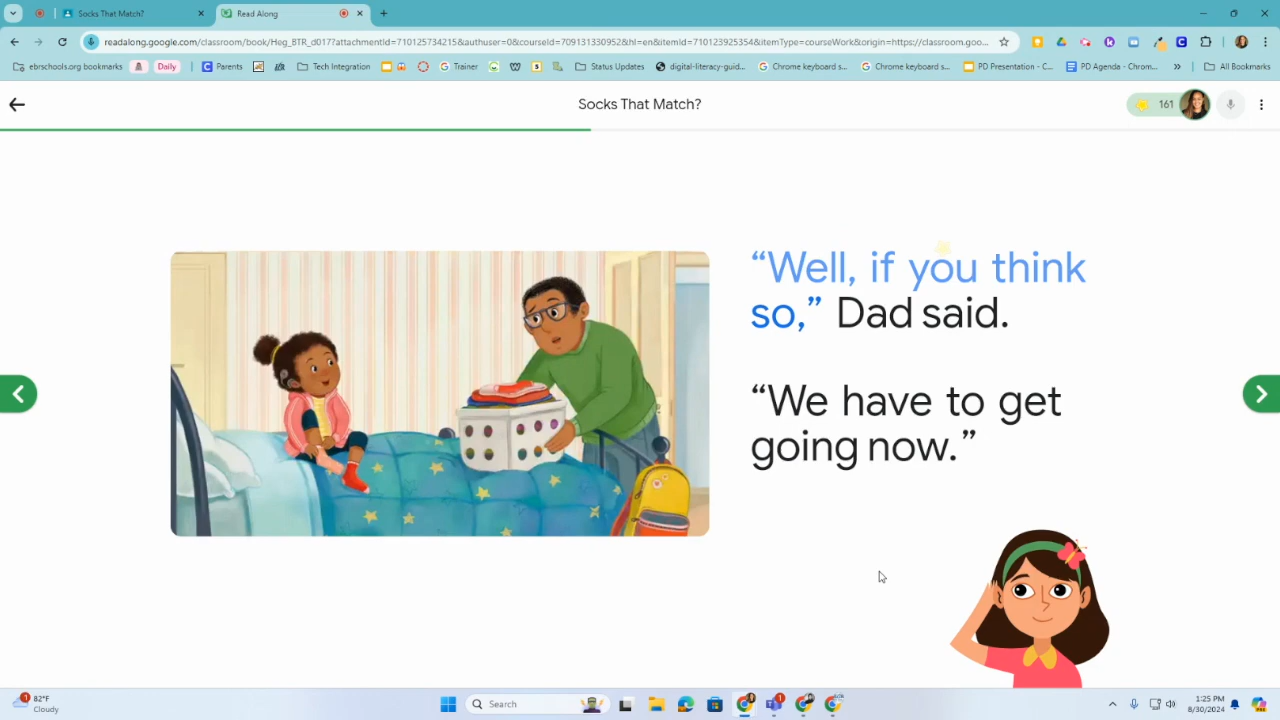 Socks That Match?
Read Along
readalong.google.com/classroom/book/Heg_BTR_d017?attachmentId=710125734215&authuser=0&courseId=709131330952&hl=en&itemId=710123925354&itemType=courseWork&origin=https://classroom.goo...
ebrschools.org bookmarks
Daily
Parents
Tech Integration
Trainer
Status Updates
digital-literacy-guid...
Chrome keyboard s...
Chrome keyboard s...
PD Presentation - C...
PD Agenda - Chrom...
All Bookmarks
Socks That Match?
161
“Well, if you think
so,” Dad said.
“We have to get
going now.”
82°F
Cloudy
Search
1:25 PM
8/30/2024